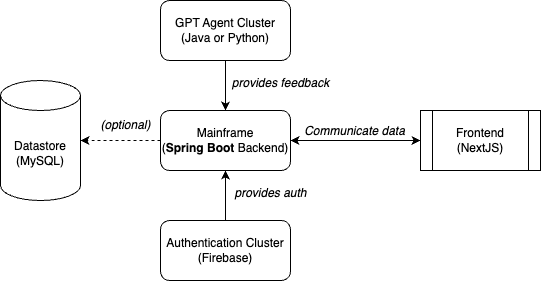 GPT Agent Cluster
(Java or Python)
provides feedback
Datastore
(MySQL)
(optional)
Mainframe
(Spring Boot Backend)
Communicate data
Frontend
(NextJS)
provides auth
Authentication Cluster
(Firebase)